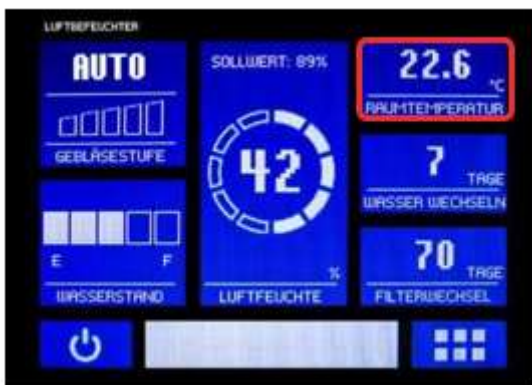 LUFTBEFEUCHTER
AUTO
GEBLÄSESTUFE
E F
WASSERSTAND
SOLLWERT: 89%
42
%
LUFTFEUCHTE
22.6 °C
RAUMTEMPERATUR
7 TAGE
WASSER WECHSELN
70 TAGE
FILTERWECHSEL